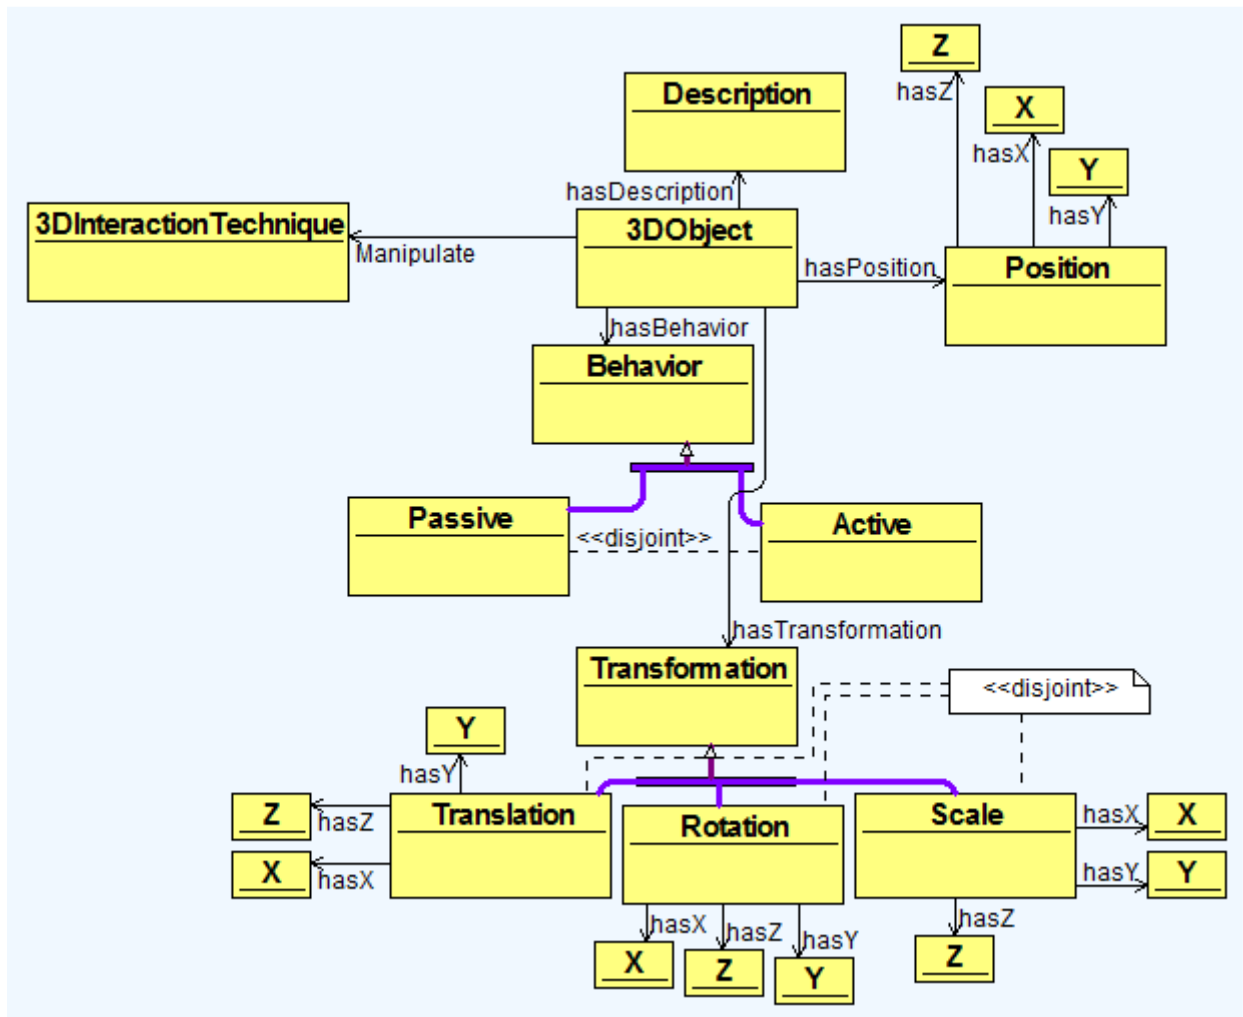 Z
hasZ
Description
X
hasX
Y
hasY
hasDescription
3DInteractionTechnique
Manipulate
3DObject
hasPosition
Position
hasBehavior
Behavior
Passive
<<disjoint>>
Active
hasTransformation
Transformation
<<disjoint>>
Y
hasY
Z
hasZ
Translation
X
hasX
Rotation
Scale
hasX
X
hasY
Y
hasX
X
hasZ
Z
hasY
Y
hasZ
Z